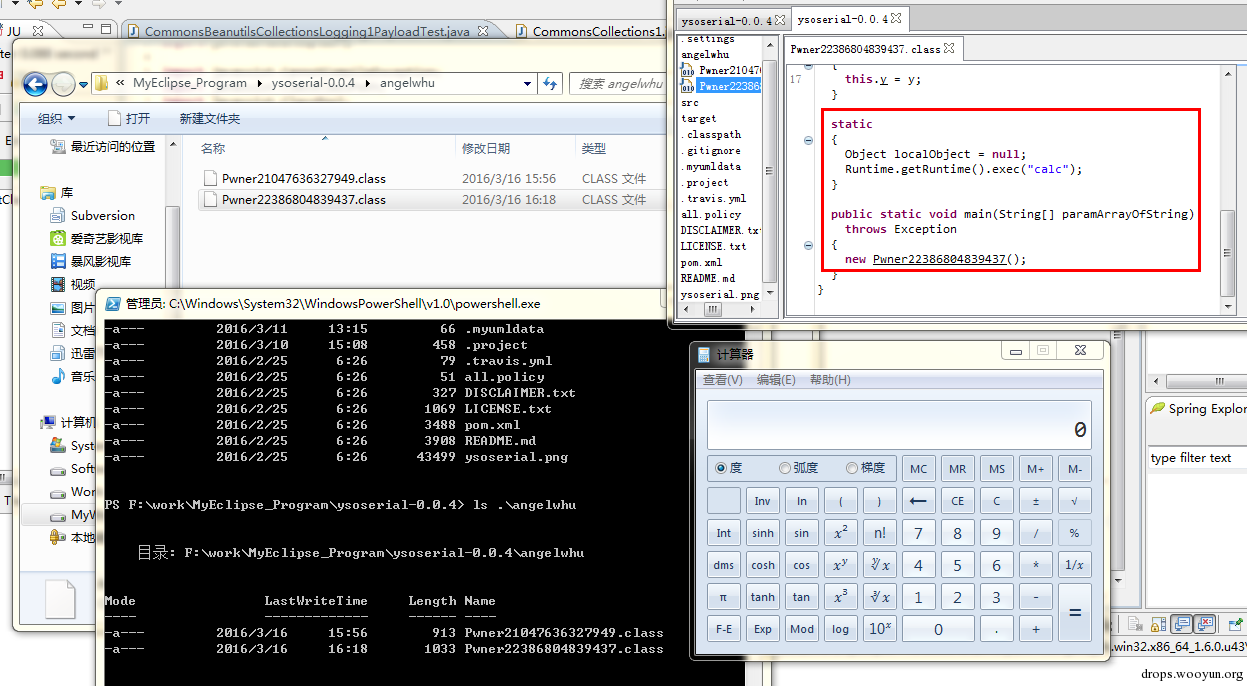 JU
CommonsBeanutilsCollectionsLogging1PayloadTest.java
CommonsCollections1.
MyEclipse_Program
ysoserial-0.0.4
angelwhu
搜索 angelwhu
组织
打开
新建文件夹
最近访问的位置
库
Subversion
爱奇艺影视库
暴风影视库
视频
图片
文档
迅雷
音乐
计算机
Syst
Soft
Wor
MyW
本地
名称
修改日期
类型
Pwner21047636327949.class
2016/3/16 15:56
CLASS 文件
Pwner22386804839437.class
2016/3/16 16:18
CLASS 文件
ysoserial-0.0.4
ysoserial-0.0.4
.settings
angelwhu
Pwner21047
Pwner22386
src
target
.classpath
.gitignore
.myumldata
.project
.travis.yml
all.policy
DISCLAIMER.txt
LICENSE.txt
pom.xml
README.md
ysoserial.png
Pwner22386804839437.class
{
17 this.y = y;
}
static
{
Object localObject = null;
Runtime.getRuntime().exec("calc");
}
public static void main(String[] paramArrayOfString)
throws Exception
{
new Pwner22386804839437();
}
}
管理员: C:\Windows\System32\WindowsPowerShell\v1.0\powershell.exe
-a--- 2016/3/11 13:15 66 .myumldata
-a--- 2016/3/10 15:08 458 .project
-a--- 2016/2/25 6:26 79 .travis.yml
-a--- 2016/2/25 6:26 51 all.policy
-a--- 2016/2/25 6:26 327 DISCLAIMER.txt
-a--- 2016/2/25 6:26 1069 LICENSE.txt
-a--- 2016/2/25 6:26 3488 pom.xml
-a--- 2016/2/25 6:26 3908 README.md
-a--- 2016/2/25 6:26 43499 ysoserial.png
PS F:\work\MyEclipse_Program\ysoserial-0.0.4> ls .\angelwhu
目录: F:\work\MyEclipse_Program\ysoserial-0.0.4\angelwhu
Mode LastWriteTime Length Name
---- ------------- ------ ----
-a--- 2016/3/16 15:56 913 Pwner21047636327949.class
-a--- 2016/3/16 16:18 1033 Pwner22386804839437.class
计算器
查看(V) 编辑(E) 帮助(H)
0
度 弧度 梯度 MC MR MS M+ M-
Inv ln ( ) ← CE C ± √
Int sinh sin x² n! 7 8 9 / %
dms cosh cos xʸ ʸ√x 4 5 6 * 1/x
π tanh tan x³ ³√x 1 2 3 - =
F-E Exp Mod log 10ˣ 0 . +
Spring Explor
type filter text
.win32.x86_64_1.6.0.u43\
drops.wooyun.org